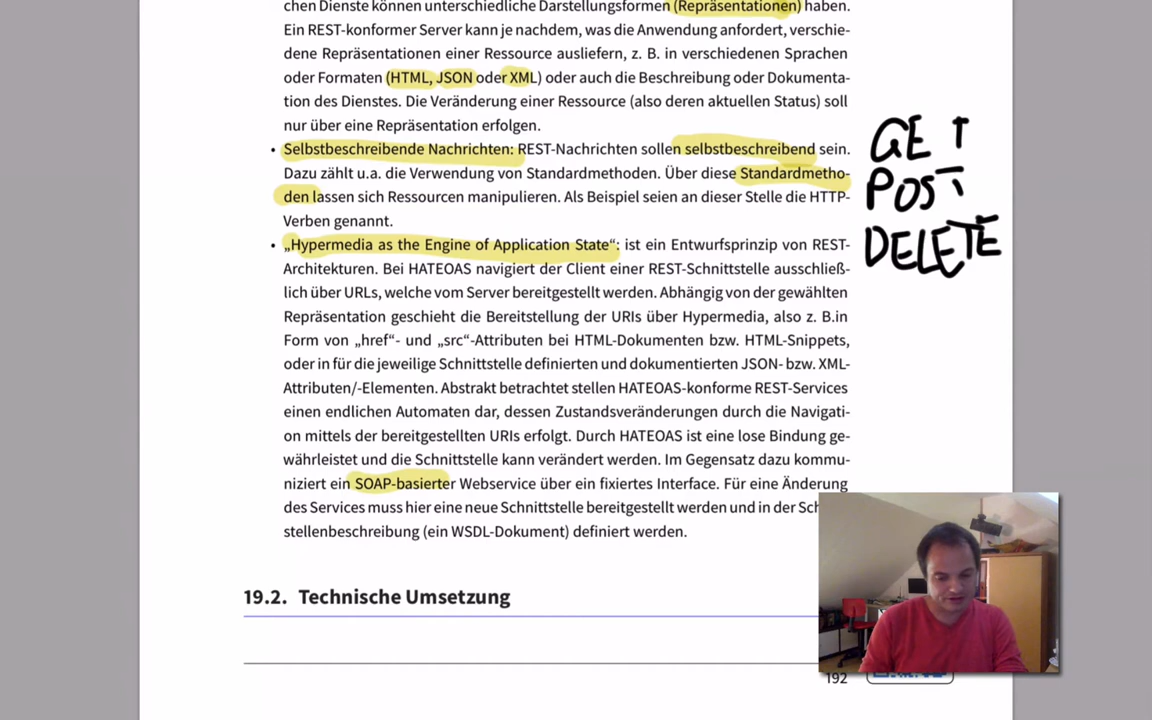 chen Dienste können unterschiedliche Darstellungsformen (Repräsentationen) haben.
Ein REST-konformer Server kann je nachdem, was die Anwendung anfordert, verschie-
dene Repräsentationen einer Ressource ausliefern, z. B. in verschiedenen Sprachen
oder Formaten (HTML, JSON oder XML) oder auch die Beschreibung oder Dokumenta-
tion des Dienstes. Die Veränderung einer Ressource (also deren aktuellen Status) soll
nur über eine Repräsentation erfolgen.
• Selbstbeschreibende Nachrichten: REST-Nachrichten sollen selbstbeschreibend sein.
Dazu zählt u.a. die Verwendung von Standardmethoden. Über diese Standardmetho-
den lassen sich Ressourcen manipulieren. Als Beispiel seien an dieser Stelle die HTTP-
Verben genannt.
• „Hypermedia as the Engine of Application State“: ist ein Entwurfsprinzip von REST-
Architekturen. Bei HATEOAS navigiert der Client einer REST-Schnittstelle ausschließ-
lich über URLs, welche vom Server bereitgestellt werden. Abhängig von der gewählten
Repräsentation geschieht die Bereitstellung der URIs über Hypermedia, also z. B.in
Form von „href“- und „src“-Attributen bei HTML-Dokumenten bzw. HTML-Snippets,
oder in für die jeweilige Schnittstelle definierten und dokumentierten JSON- bzw. XML-
Attributen/-Elementen. Abstrakt betrachtet stellen HATEOAS-konforme REST-Services
einen endlichen Automaten dar, dessen Zustandsveränderungen durch die Navigati-
on mittels der bereitgestellten URIs erfolgt. Durch HATEOAS ist eine lose Bindung ge-
währleistet und die Schnittstelle kann verändert werden. Im Gegensatz dazu kommu-
niziert ein SOAP-basierter Webservice über ein fixiertes Interface. Für eine Änderung
des Services muss hier eine neue Schnittstelle bereitgestellt werden und in der Sch
stellenbeschreibung (ein WSDL-Dokument) definiert werden.
GET
POST
DELETE
19.2. Technische Umsetzung
192